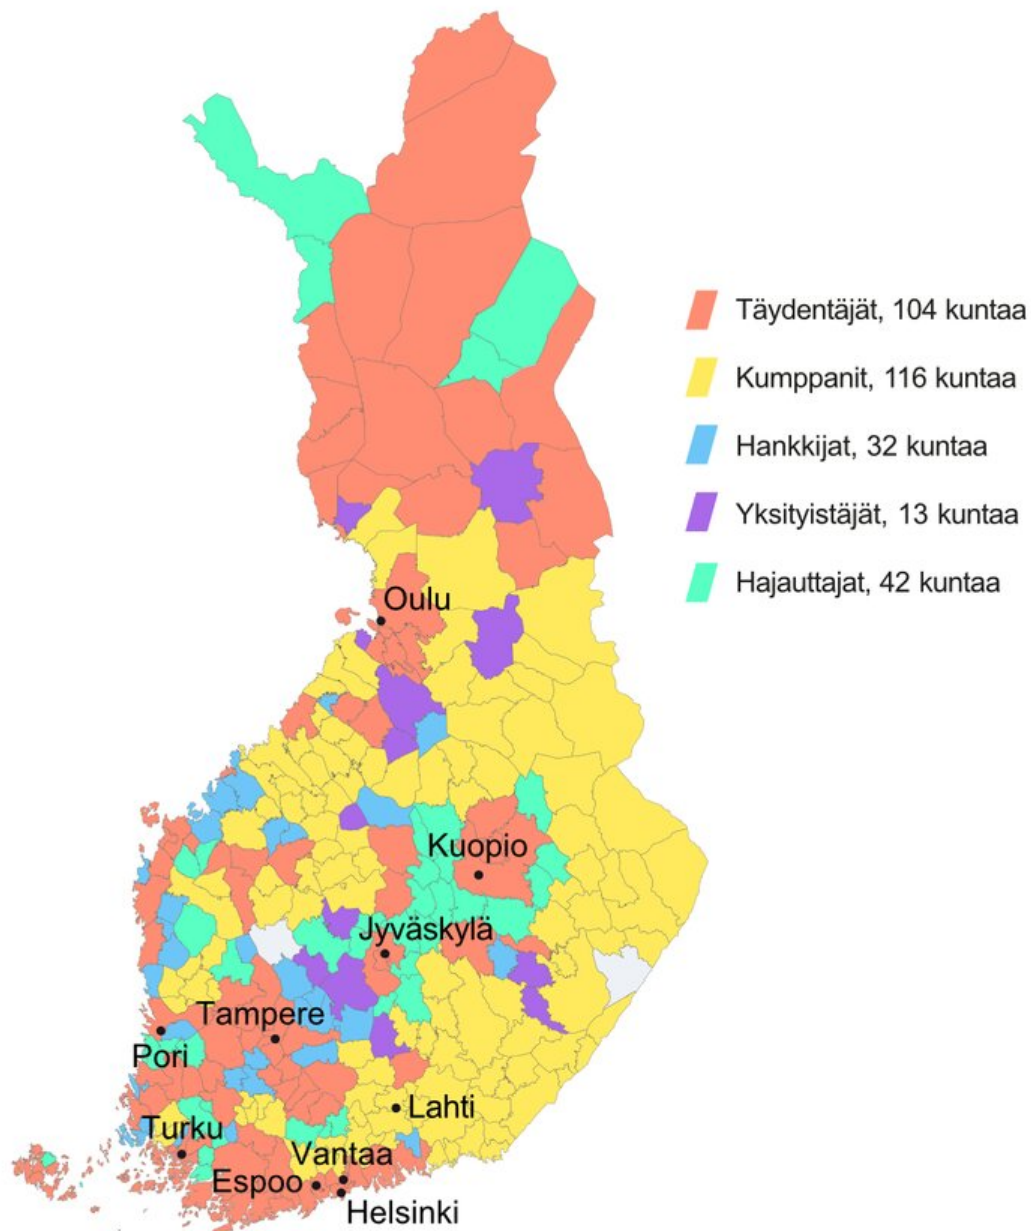 Täydentäjät, 104 kuntaa
Kumppanit, 116 kuntaa
Hankkijat, 32 kuntaa
Yksityistäjät, 13 kuntaa
Hajauttajat, 42 kuntaa
Oulu
Kuopio
Jyväskylä
Tampere
Pori
Lahti
Turku
Vantaa
Espoo
Helsinki